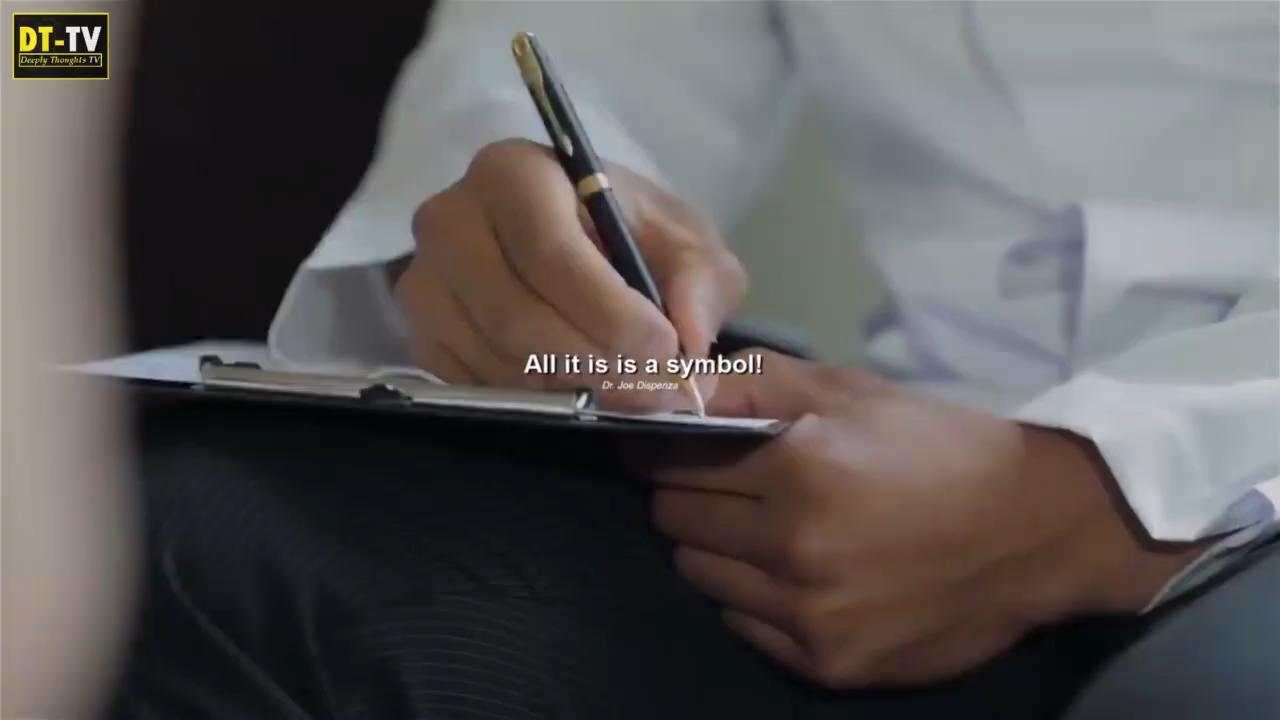 DT-TV
Deeply Thoughts TV
All it is is a symbol!
Dr. Joe Dispenza